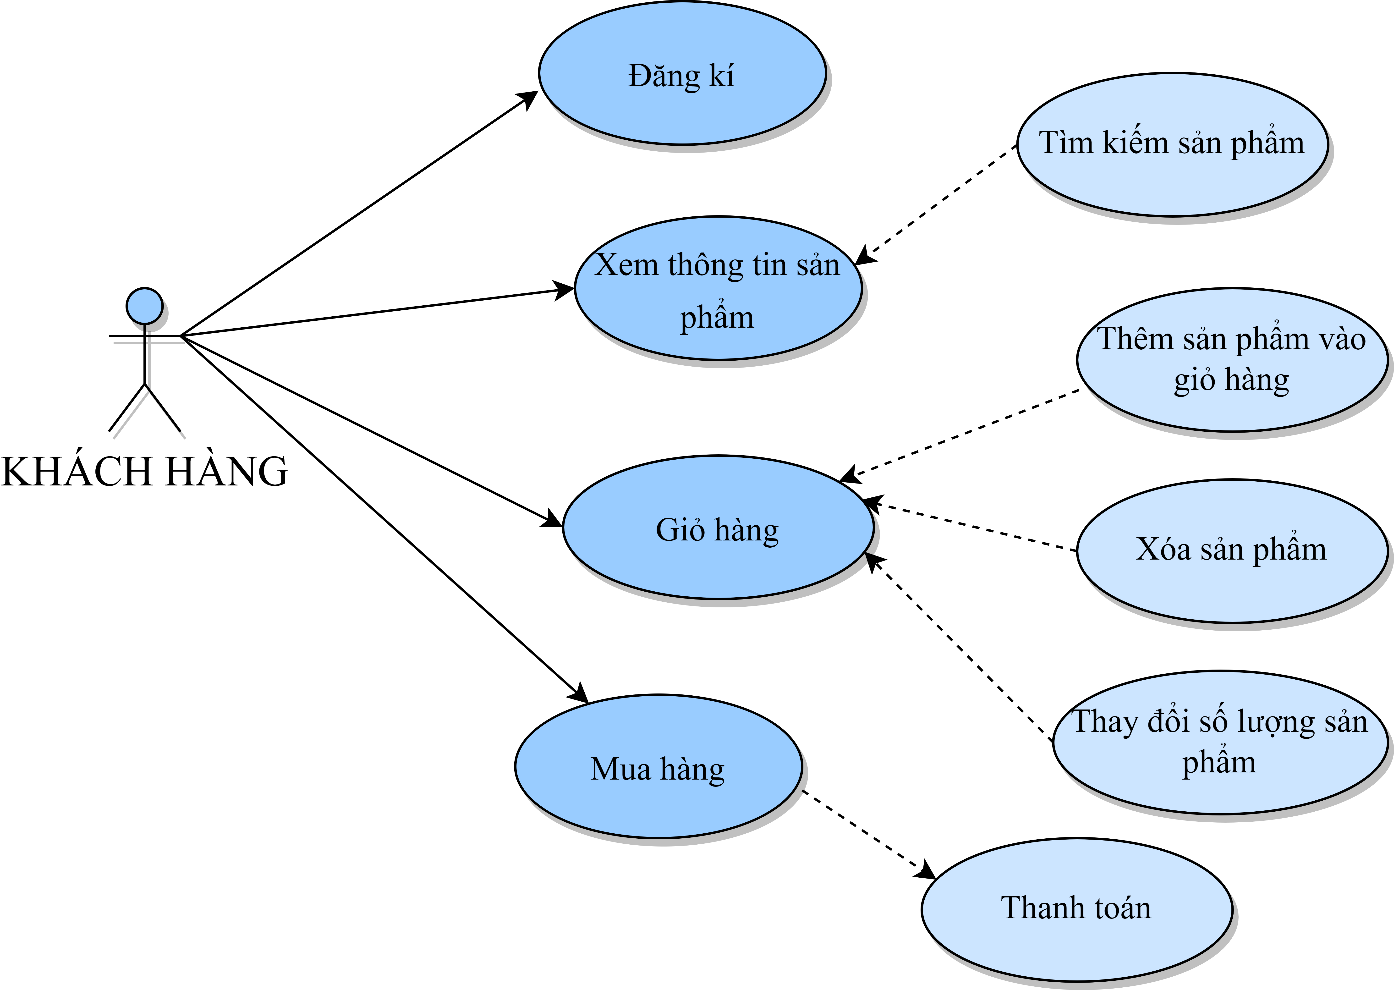 Đăng kí
Tìm kiếm sản phẩm
Xem thông tin sản
phẩm
Thêm sản phẩm vào
giỏ hàng
KHÁCH HÀNG
Giỏ hàng
Xóa sản phẩm
Thay đổi số lượng sản
phẩm
Mua hàng
Thanh toán